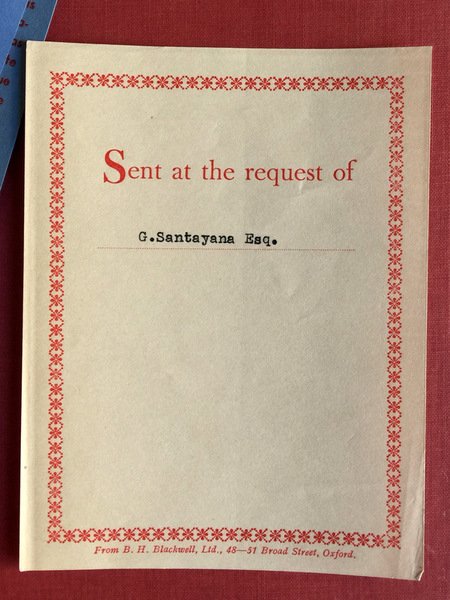 Sent at the request of
G.Santayana Esq.
From B. H. Blackwell, Ltd., 48—51 Broad Street, Oxford.